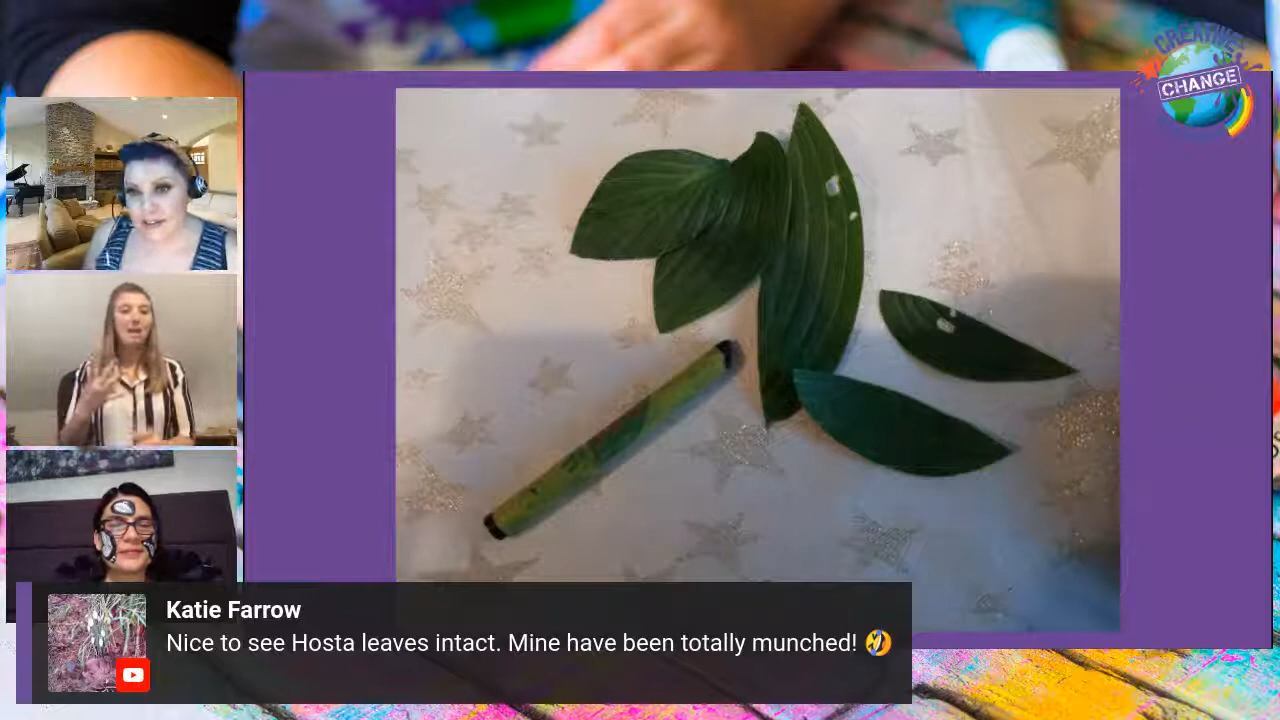 CREATIVE
CHANGE
Katie Farrow
Nice to see Hosta leaves intact. Mine have been totally munched! 🤣